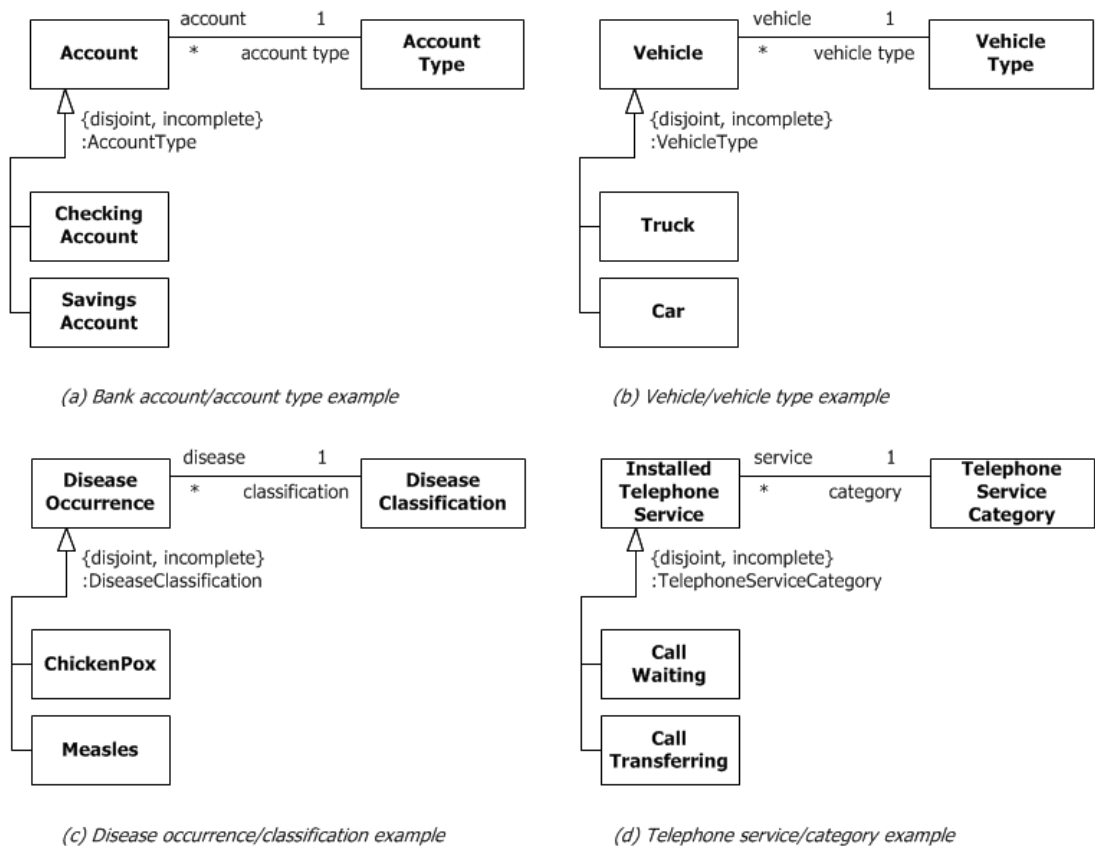 account 1
Account
* account type
Account
Type
{disjoint, incomplete}
:AccountType
Checking
Account
Savings
Account
(a) Bank account/account type example
vehicle 1
Vehicle
* vehicle type
Vehicle
Type
{disjoint, incomplete}
:VehicleType
Truck
Car
(b) Vehicle/vehicle type example
disease 1
Disease
Occurrence
* classification
Disease
Classification
{disjoint, incomplete}
:DiseaseClassification
ChickenPox
Measles
(c) Disease occurrence/classification example
service 1
Installed
Telephone
Service
* category
Telephone
Service
Category
{disjoint, incomplete}
:TelephoneServiceCategory
Call
Waiting
Call
Transferring
(d) Telephone service/category example